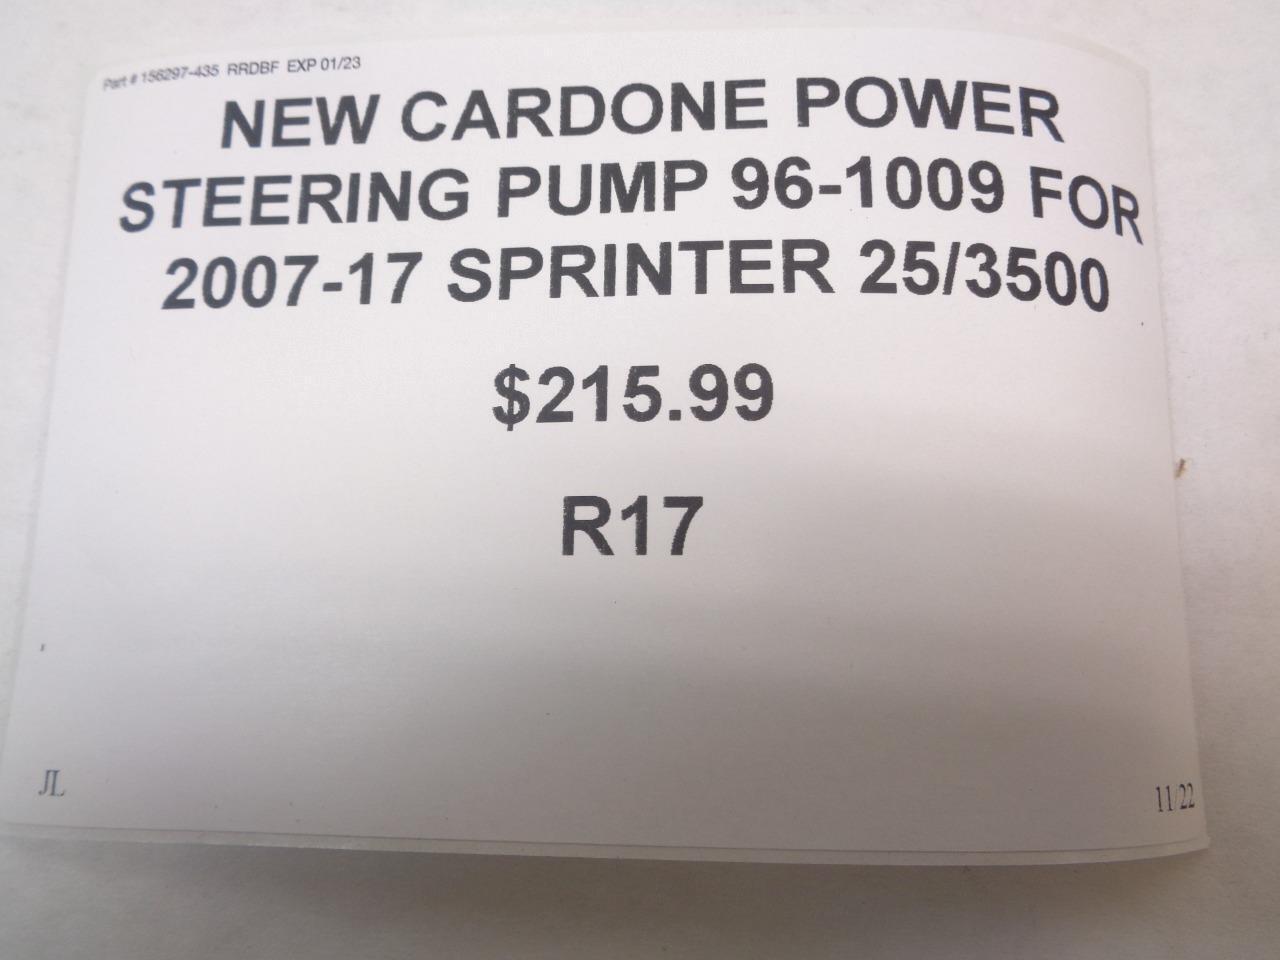 Part # 156297-435 RRDBF EXP 01/23
NEW CARDONE POWER
STEERING PUMP 96-1009 FOR
2007-17 SPRINTER 25/3500
$215.99
R17
JL
11/22